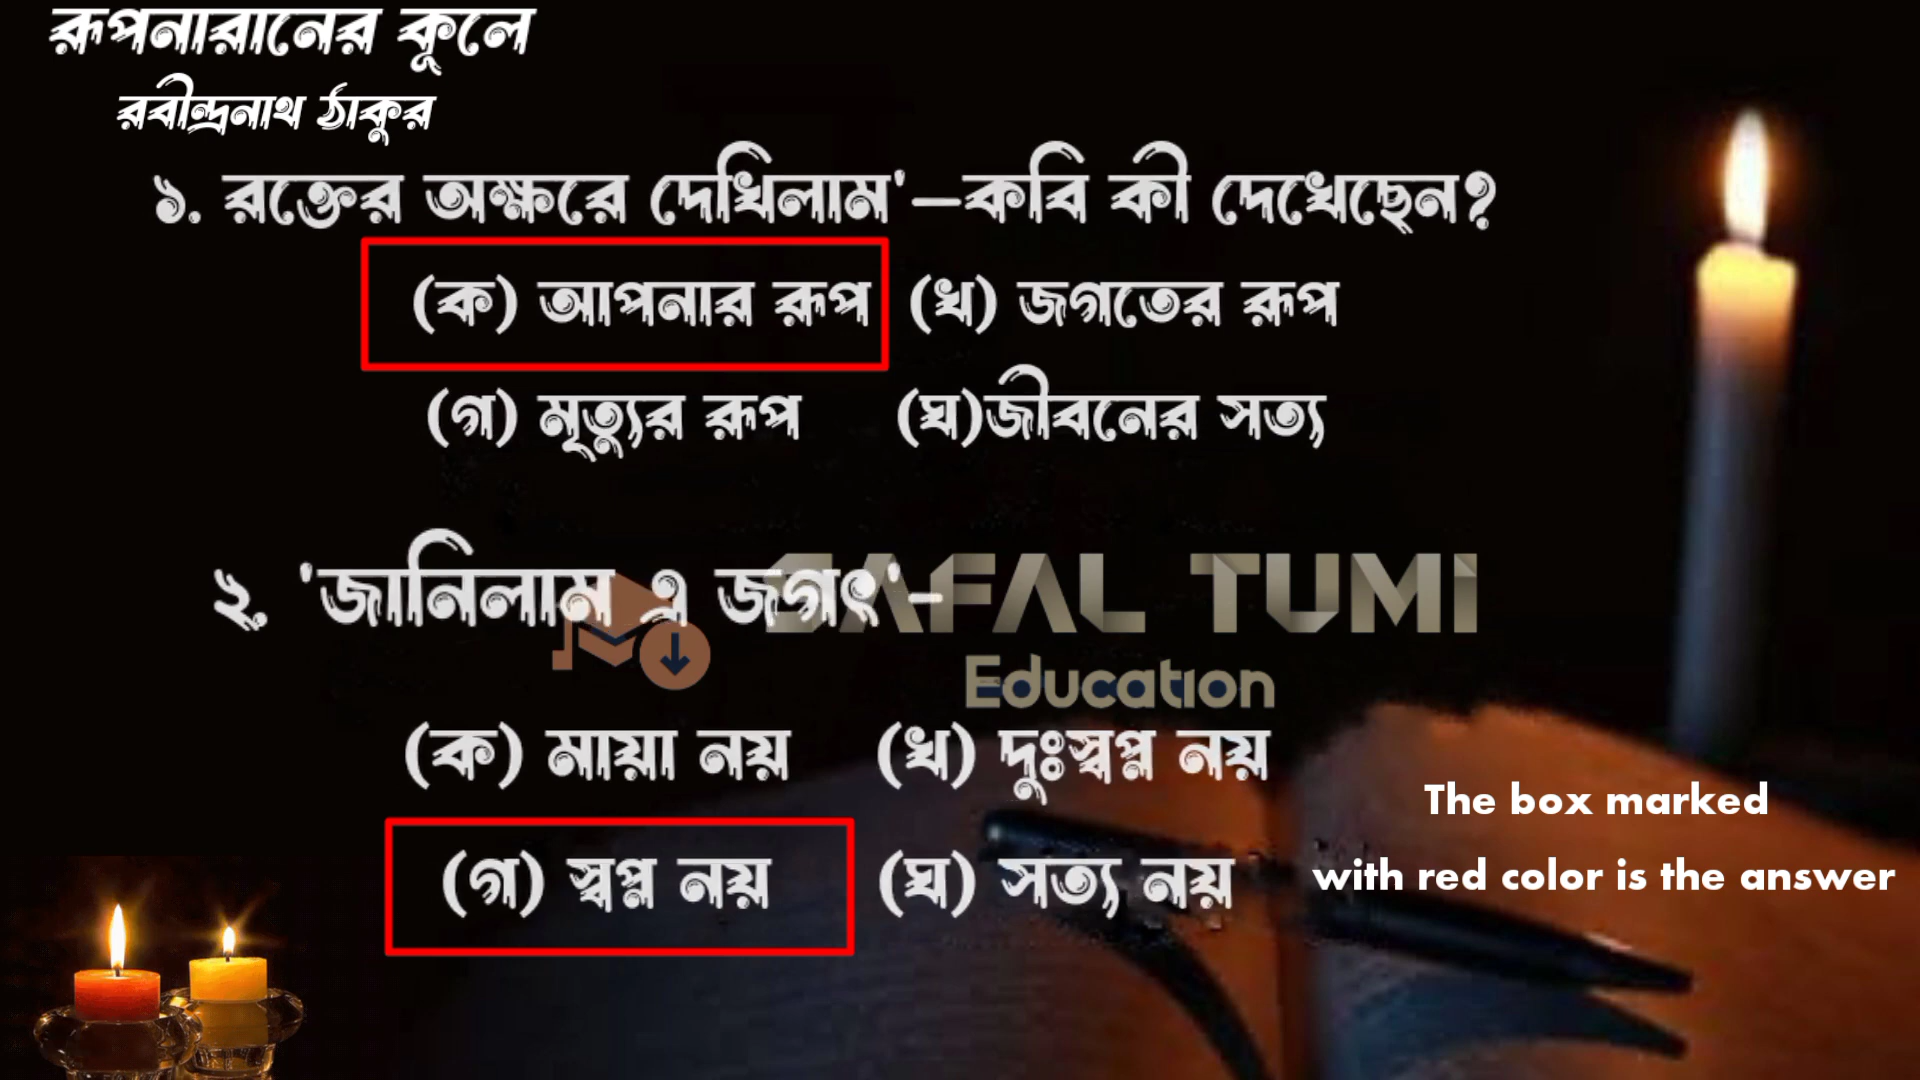 রূপনারানের কূলে
রবীন্দ্রনাথ ঠাকুর
১. রক্তের অক্ষরে দেখিলাম'–কবি কী দেখেছেন?
(ক) আপনার রূপ (খ) জগতের রূপ
(গ) মৃত্যুর রূপ (ঘ)জীবনের সত্য
২. 'জানিলাম এ জগৎ'–
SAFAL TUMI
Education
(ক) মায়া নয় (খ) দুঃস্বপ্ন নয়
(গ) স্বপ্ন নয় (ঘ) সত্য নয়
The box marked
with red color is the answer